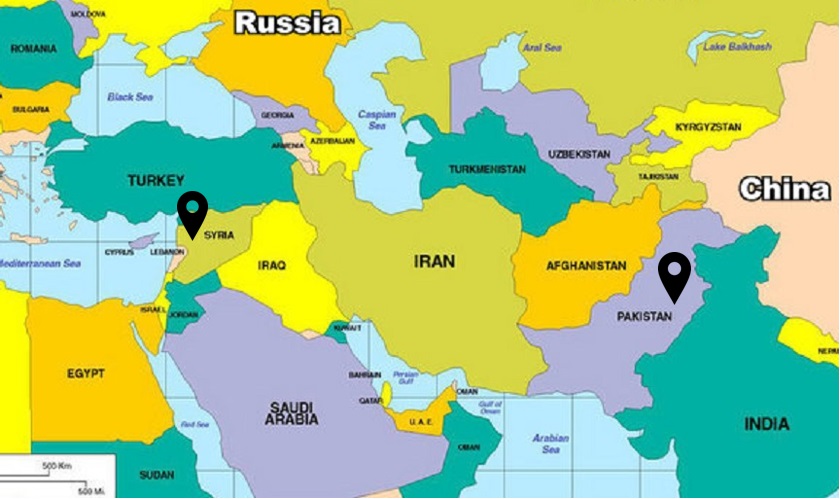 MOLDOVA
Russia
ROMANIA
Aral Sea
Lake Balkhash
Black Sea
BULGARIA
GEORGIA
Caspian
Sea
KYRGYZSTAN
ARMENIA
AZERBAIJAN
UZBEKISTAN
TURKMENISTAN
TURKEY
TAJIKISTAN
China
SYRIA
CYPRUS
LEBANON
Mediterranean Sea
IRAQ
IRAN
AFGHANISTAN
ISRAEL
JORDAN
PAKISTAN
KUWAIT
EGYPT
BAHRAIN
Persian
Gulf
QATAR
OMAN
SAUDI
ARABIA
Gulf of
Oman
U.A.E.
Red Sea
INDIA
OMAN
Arabian
Sea
SUDAN
500 Km
500 Mi.